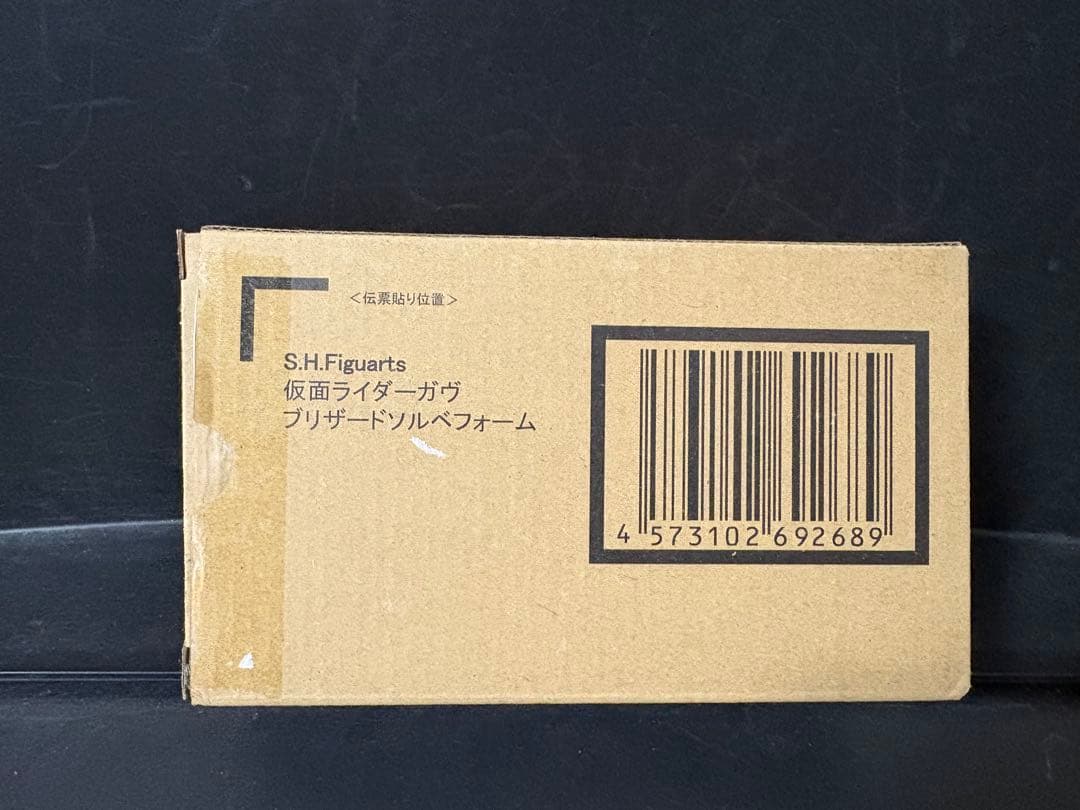 ＜伝票貼り位置＞
S.H.Figuarts
仮面ライダーガヴ
ブリザードソルベフォーム
4 573102 692689